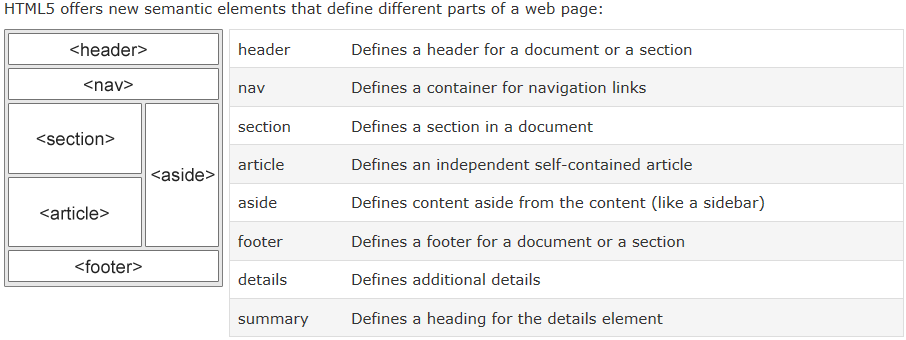 HTML5 offers new semantic elements that define different parts of a web page:
<header>
<nav>
<section>
<aside>
<article>
<footer>
header Defines a header for a document or a section
nav Defines a container for navigation links
section Defines a section in a document
article Defines an independent self-contained article
aside Defines content aside from the content (like a sidebar)
footer Defines a footer for a document or a section
details Defines additional details
summary Defines a heading for the details element